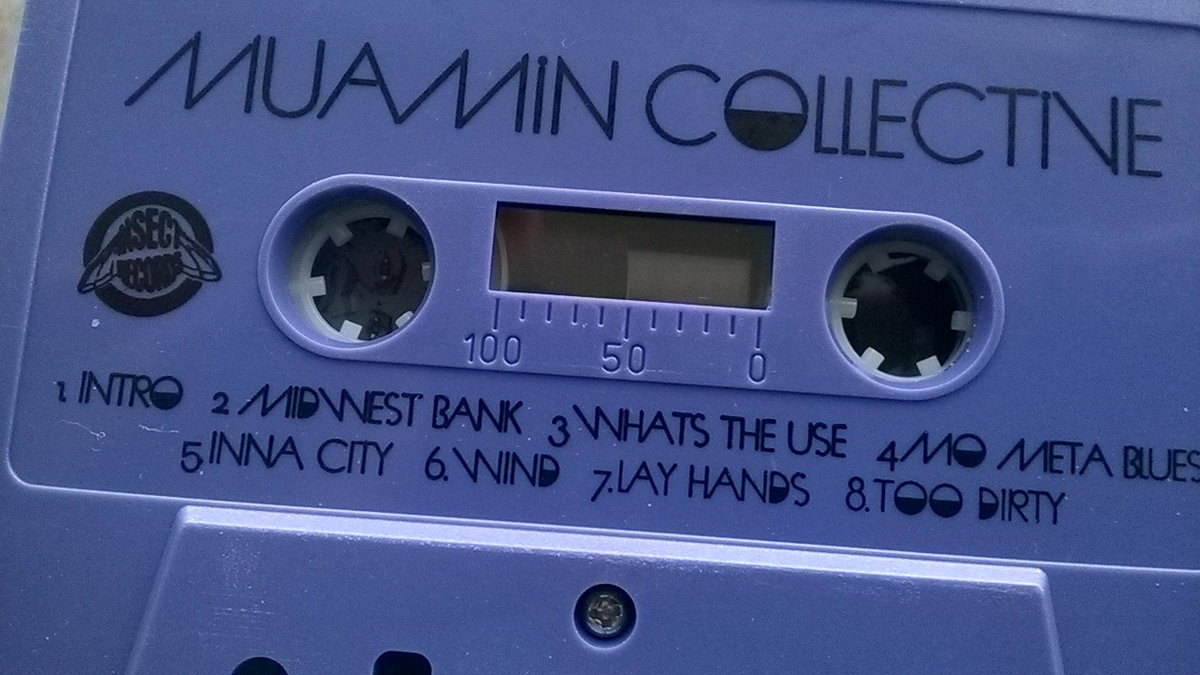 MUAMiN COLLECTiVE
INSECT
RECORDS
100 50 0
1. INTRO 2 MIDWEST BANK 3 WHATS THE USE 4 MO META BLUES
5. INNA CITY 6. WIND 7. LAY HANDS 8. TOO DIRTY